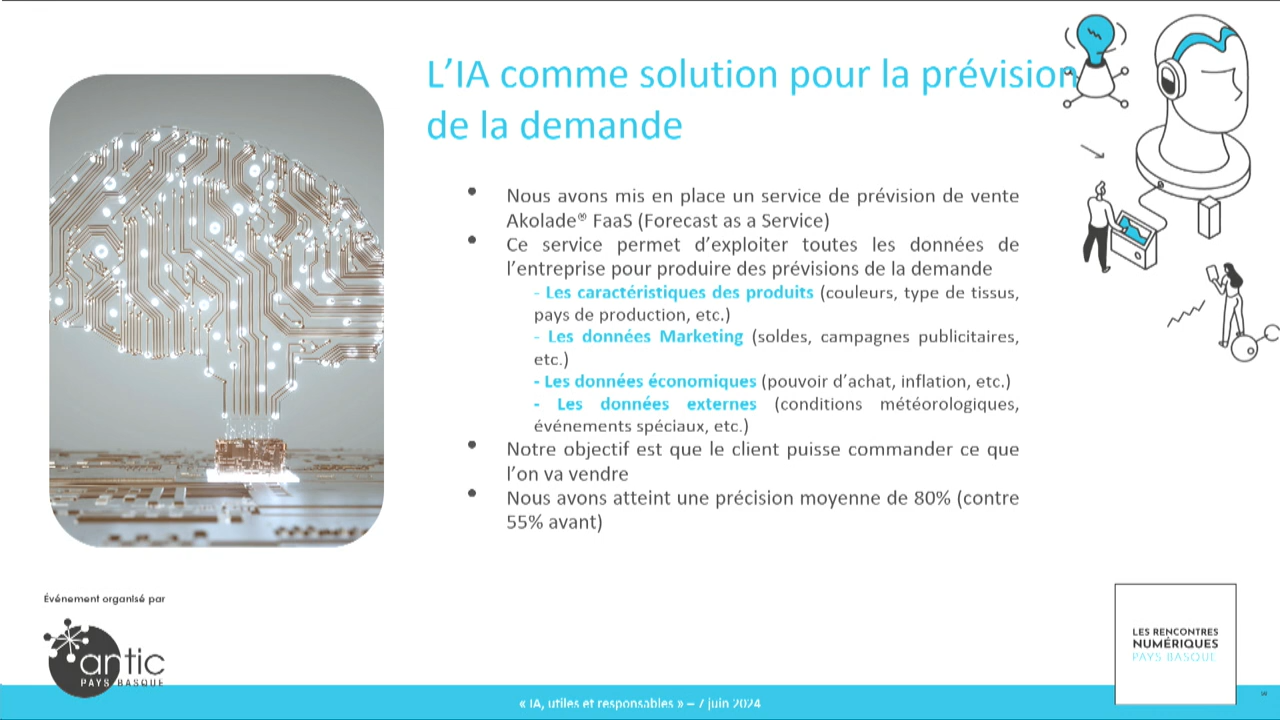 L'IA comme solution pour la prévision
de la demande
• Nous avons mis en place un service de prévision de vente
Akolade® FaaS (Forecast as a Service)
• Ce service permet d'exploiter toutes les données de
l'entreprise pour produire des prévisions de la demande
- Les caractéristiques des produits (couleurs, type de tissus,
pays de production, etc.)
- Les données Marketing (soldes, campagnes publicitaires,
etc.)
- Les données économiques (pouvoir d'achat, inflation, etc.)
- Les données externes (conditions météorologiques,
événements spéciaux, etc.)
• Notre objectif est que le client puisse commander ce que
l'on va vendre
• Nous avons atteint une précision moyenne de 80% (contre
55% avant)
Événement organisé par
antic
PAYS BASQUE
LES RENCONTRES
NUMÉRIQUES
PAYS BASQUE
« IA, utiles et responsables » – 7 juin 2024